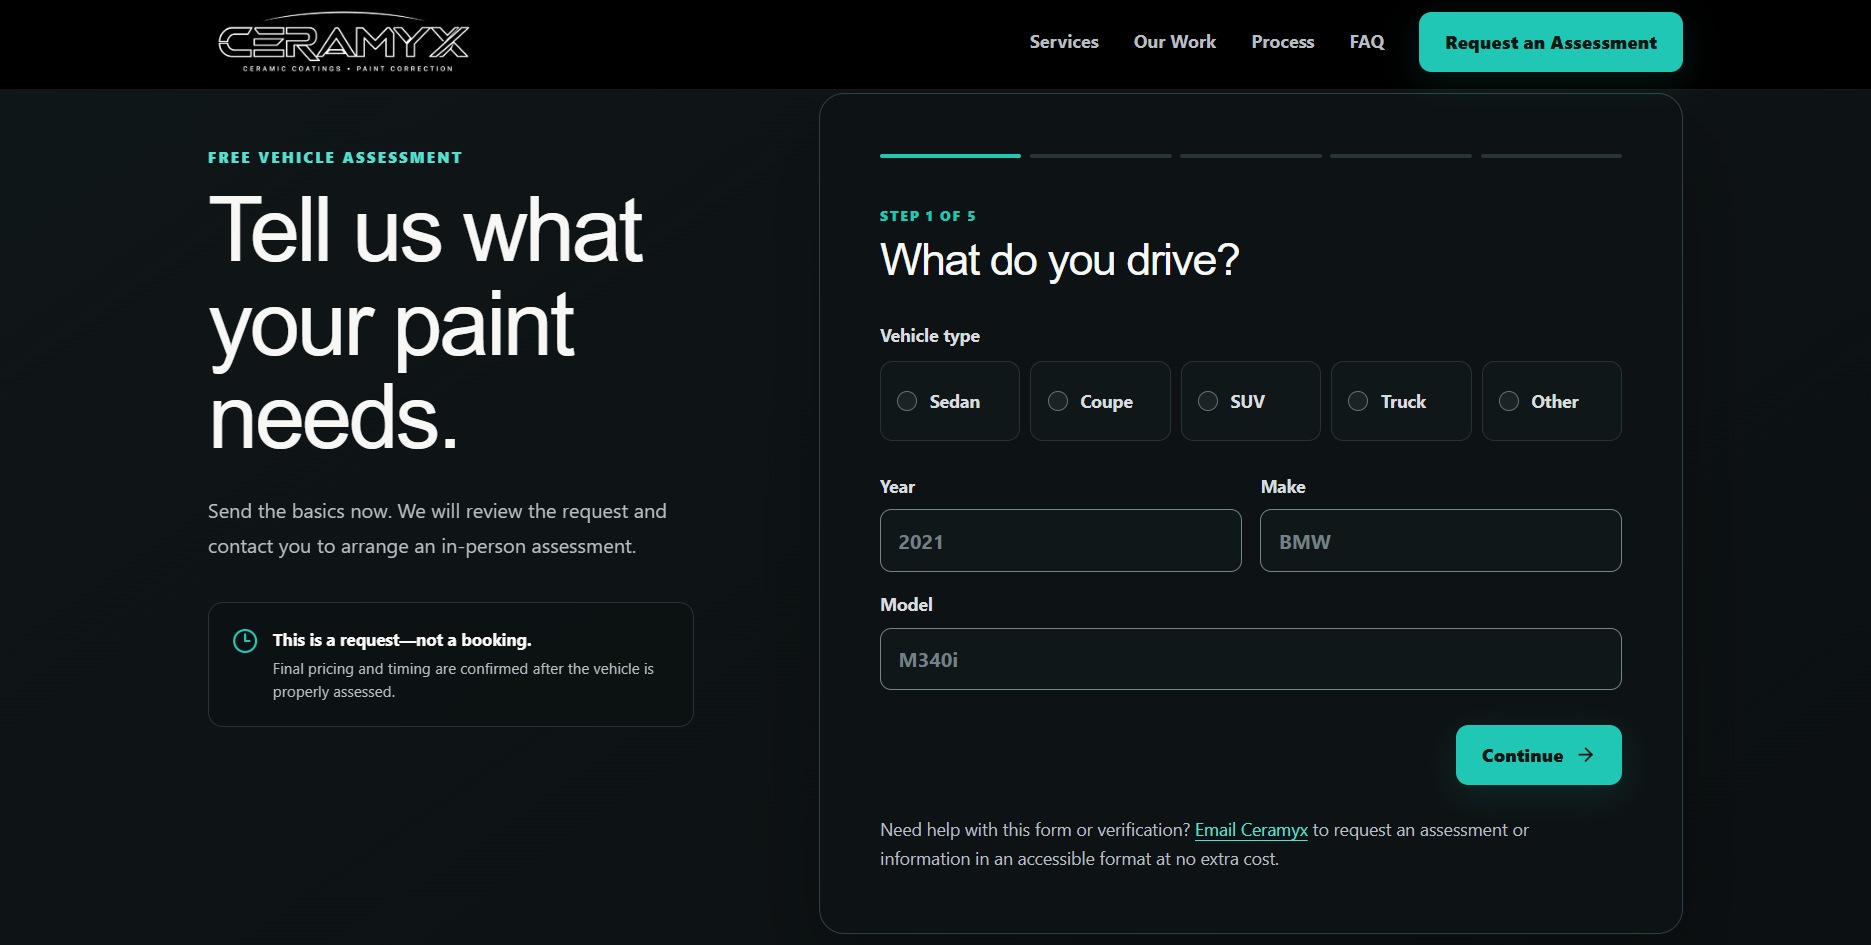 CERAMYX
CERAMIC COATINGS • PAINT CORRECTION
Services
Our Work
Process
FAQ
Request an Assessment
FREE VEHICLE ASSESSMENT
Tell us what
your paint
needs.
Send the basics now. We will review the request and
contact you to arrange an in-person assessment.
This is a request—not a booking.
Final pricing and timing are confirmed after the vehicle is
properly assessed.
STEP 1 OF 5
What do you drive?
Vehicle type
Sedan
Coupe
SUV
Truck
Other
Year
Make
2021
BMW
Model
M340i
Continue →
Need help with this form or verification? Email Ceramyx to request an assessment or
information in an accessible format at no extra cost.